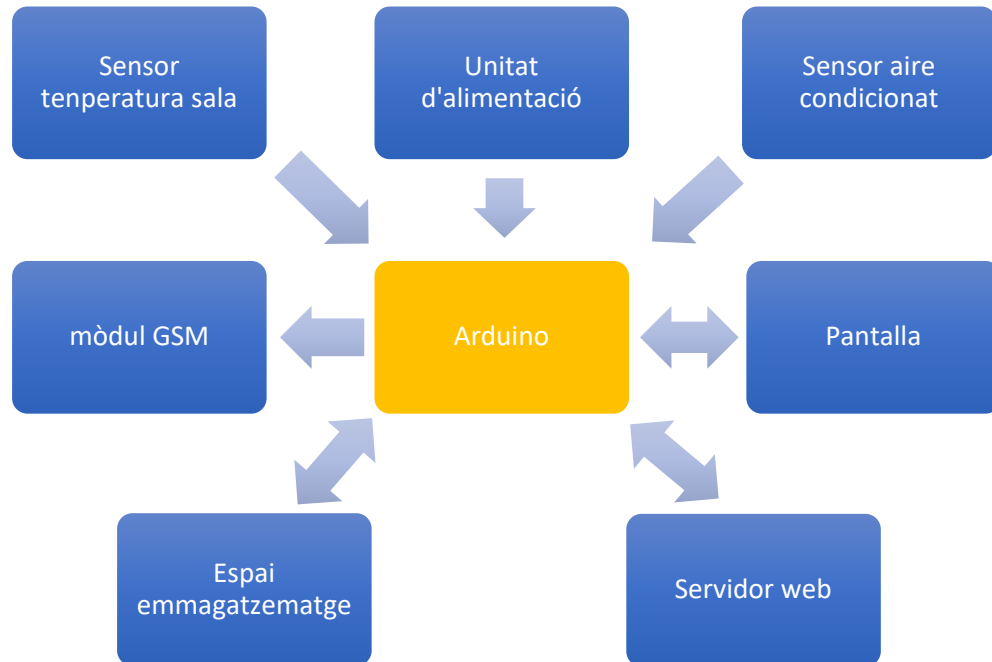 Sensor
tenperatura sala
Unitat
d'alimentació
Sensor aire
condicionat
mòdul GSM
Arduino
Pantalla
Espai
emmagatzematge
Servidor web